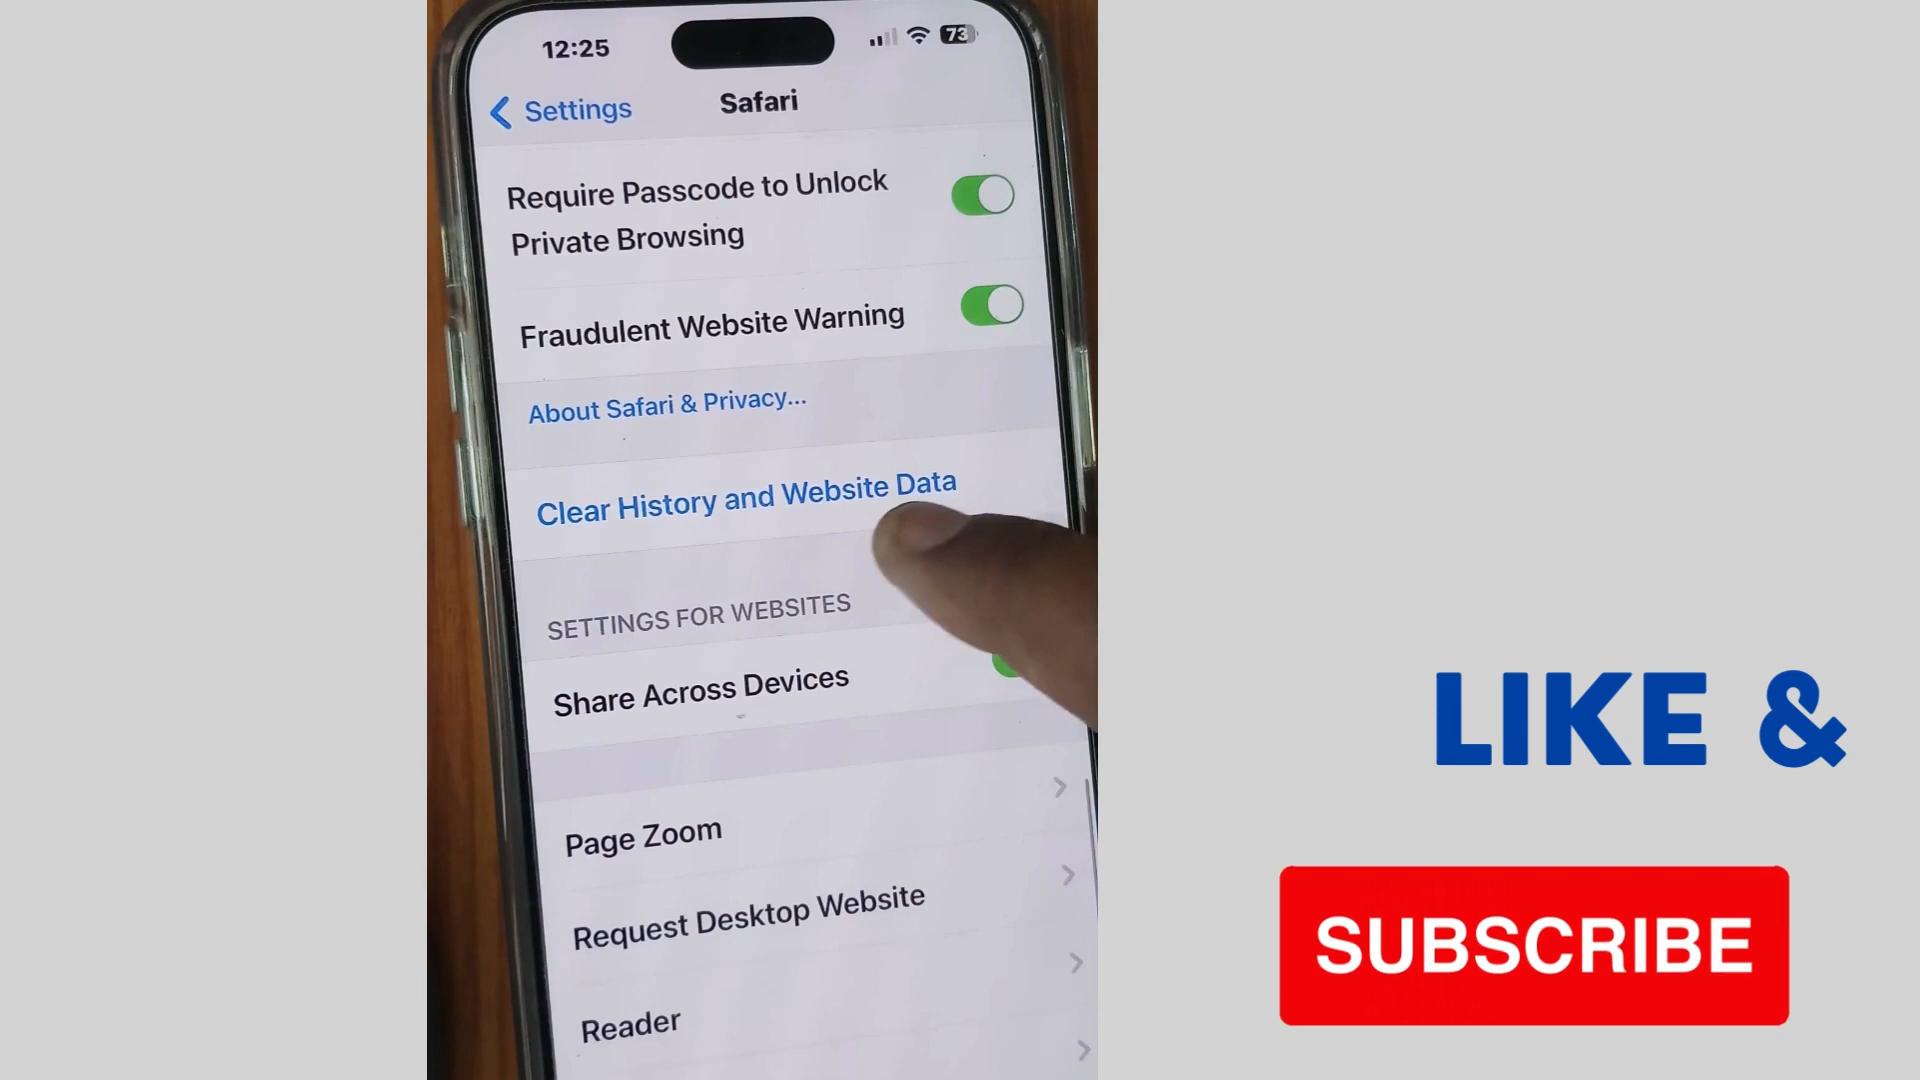 12:25
73
Settings
Safari
Require Passcode to Unlock
Private Browsing
Fraudulent Website Warning
About Safari & Privacy...
Clear History and Website Data
SETTINGS FOR WEBSITES
Share Across Devices
Page Zoom
Request Desktop Website
Reader
LIKE &
SUBSCRIBE